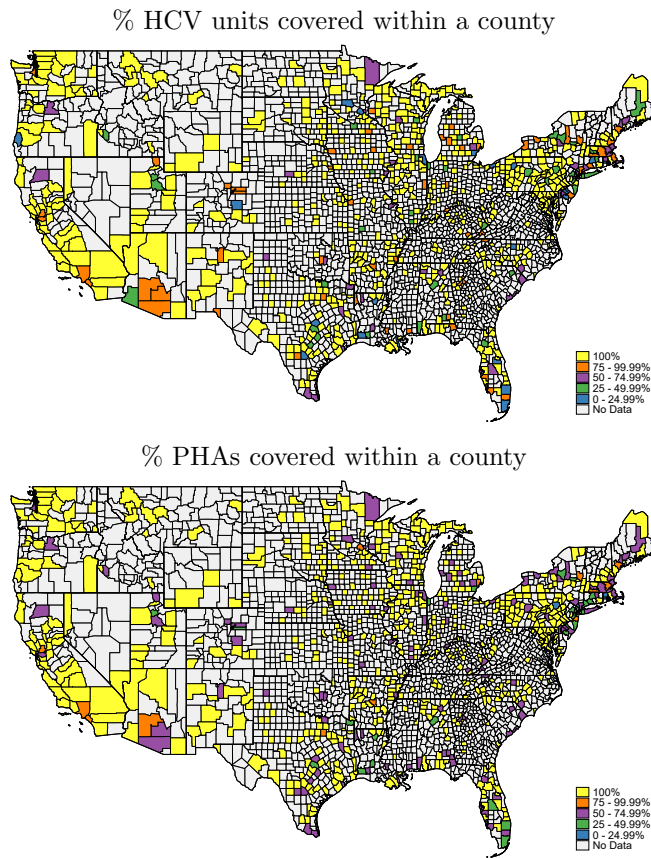 % HCV units covered within a county
100%
75 - 99.99%
50 - 74.99%
25 - 49.99%
0 - 24.99%
No Data
% PHAs covered within a county
100%
75 - 99.99%
50 - 74.99%
25 - 49.99%
0 - 24.99%
No Data